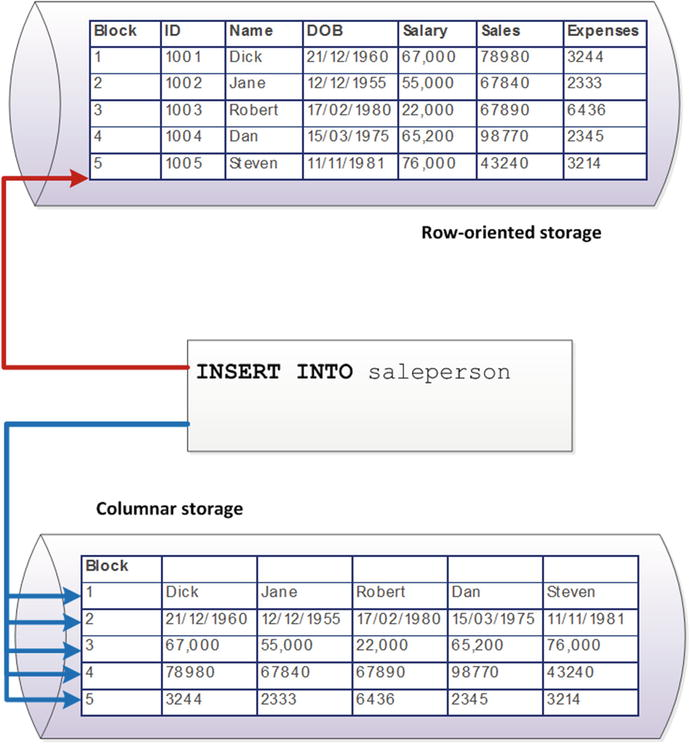 Block ID Name DOB Salary Sales Expenses
1 1001 Dick 21/12/1960 67,000 78980 3244
2 1002 Jane 12/12/1955 55,000 67840 2333
3 1003 Robert 17/02/1980 22,000 67890 6436
4 1004 Dan 15/03/1975 65,200 98770 2345
5 1005 Steven 11/11/1981 76,000 43240 3214
Row-oriented storage
INSERT INTO saleperson
Columnar storage
Block
1 Dick Jane Robert Dan Steven
2 21/12/1960 12/12/1955 17/02/1980 15/03/1975 11/11/1981
3 67,000 55,000 22,000 65,200 76,000
4 78980 67840 67890 98770 43240
5 3244 2333 6436 2345 3214